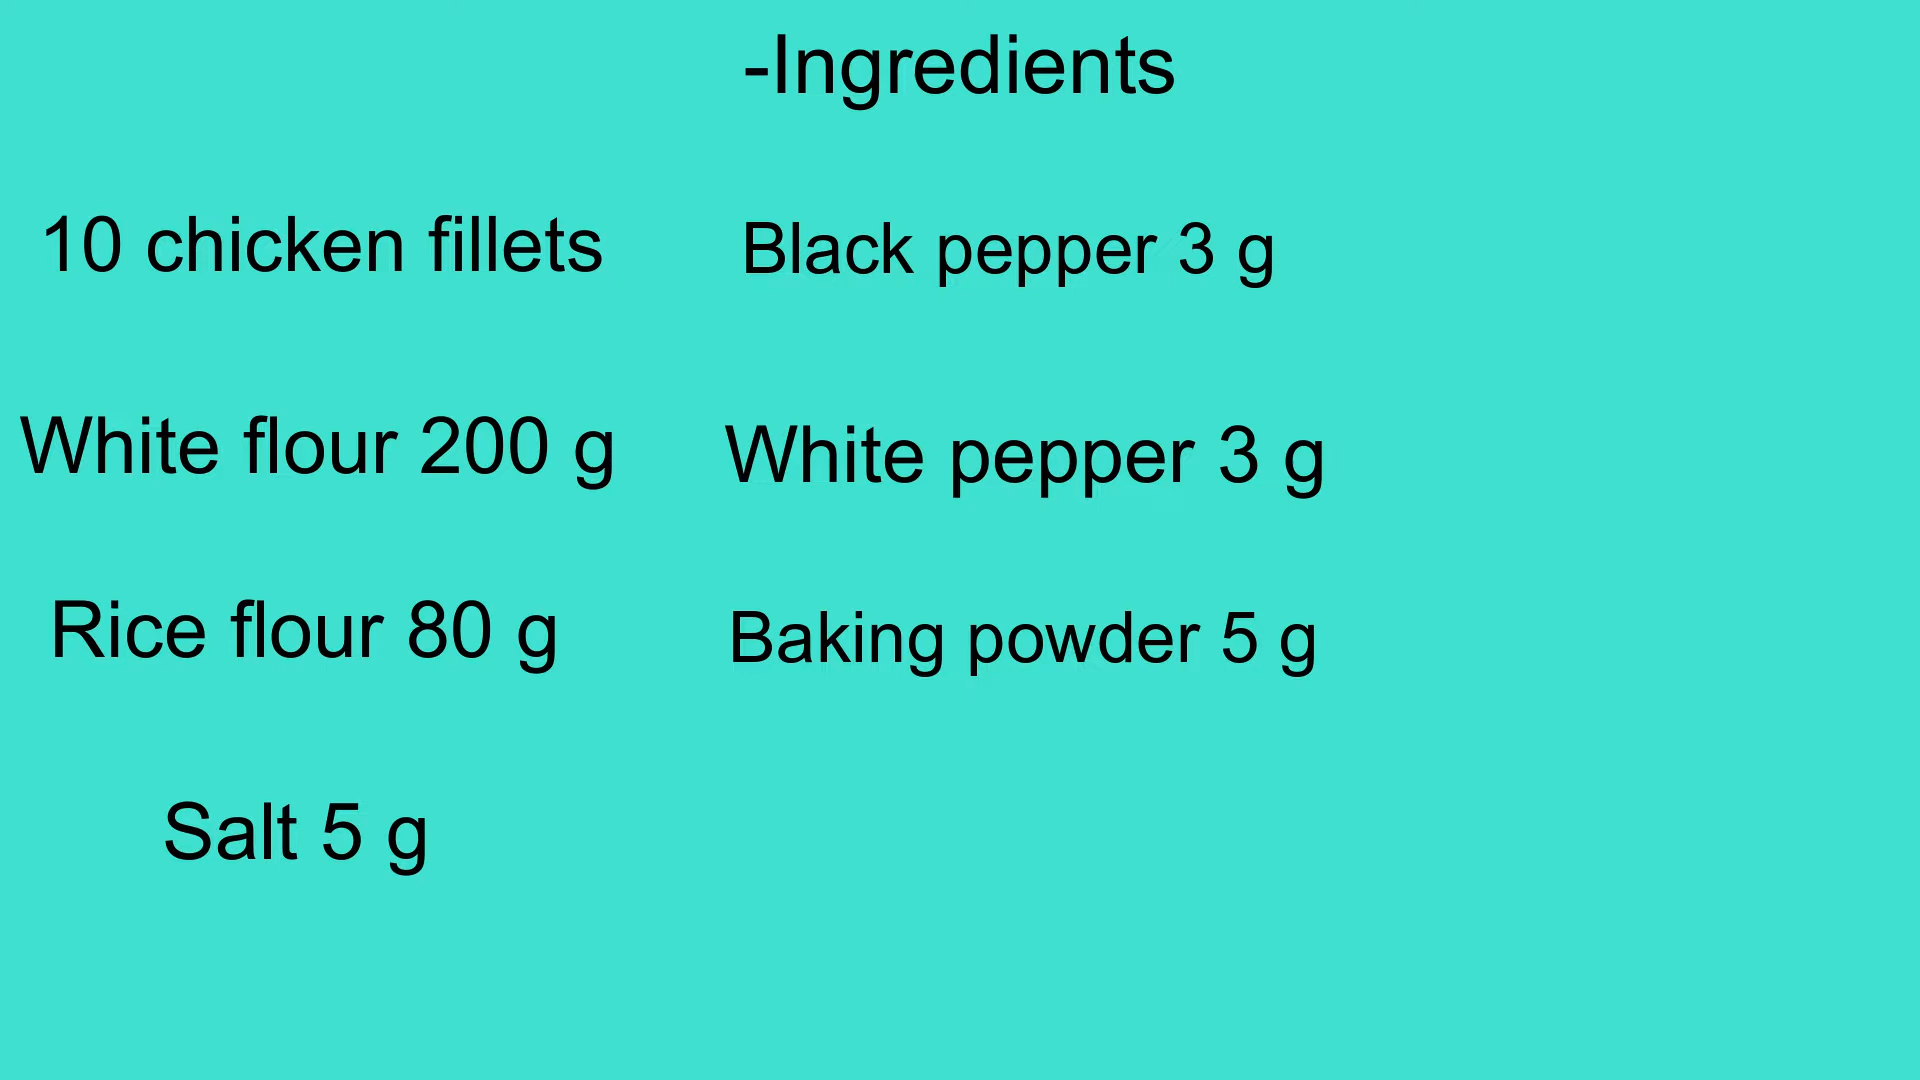 -Ingredients
10 chicken fillets
White flour 200 g
Rice flour 80 g
Salt 5 g
Black pepper 3 g
White pepper 3 g
Baking powder 5 g